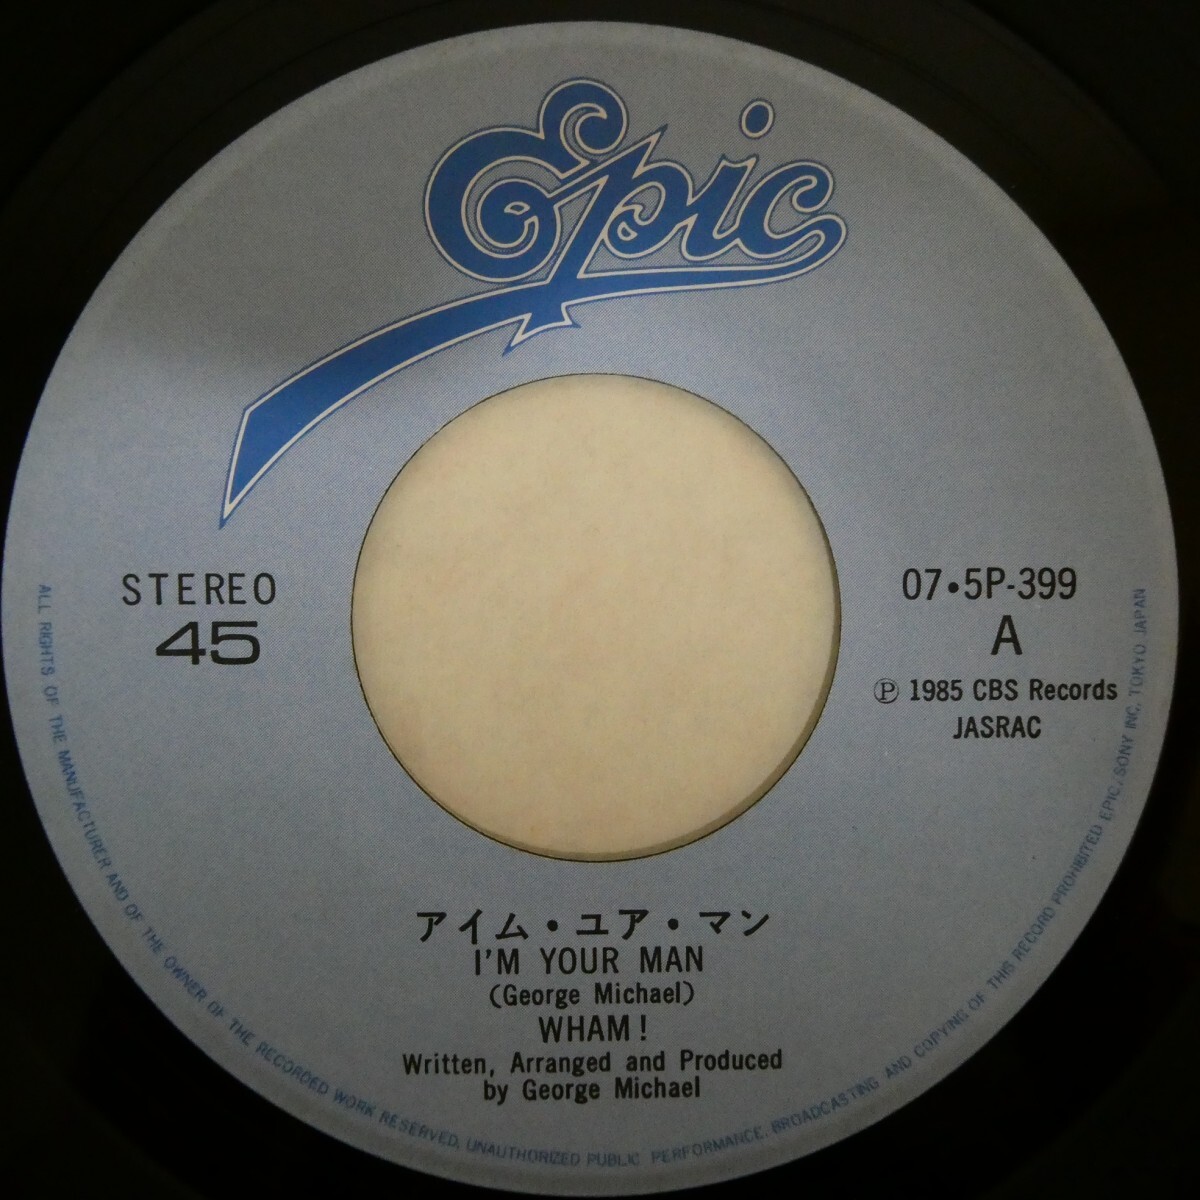 Epic
STEREO
45
07・5P-399
A
Ⓟ 1985 CBS Records
JASRAC
アイム・ユア・マン
I'M YOUR MAN
(George Michael)
WHAM!
Written, Arranged and Produced
by George Michael
ALL RIGHTS OF THE MANUFACTURER AND OF THE OWNER OF THE RECORDED WORK RESERVED, UNAUTHORIZED PUBLIC PERFORMANCE, BROADCASTING AND COPYING OF THIS RECORD PROHIBITED EPIC, SONY INC. TOKYO JAPAN